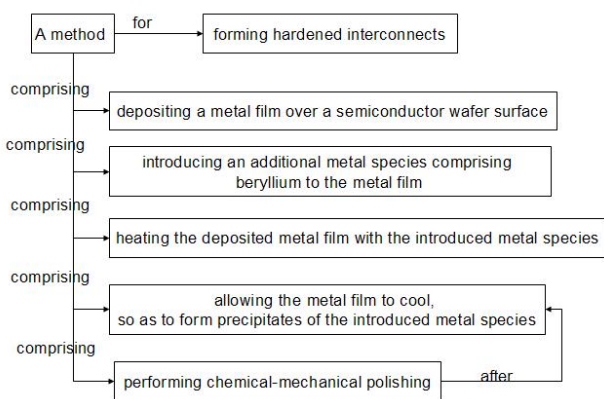 A method
for
forming hardened interconnects
comprising
depositing a metal film over a semiconductor wafer surface
comprising
introducing an additional metal species comprising
beryllium to the metal film
comprising
heating the deposited metal film with the introduced metal species
comprising
allowing the metal film to cool,
so as to form precipitates of the introduced metal species
comprising
performing chemical-mechanical polishing
after